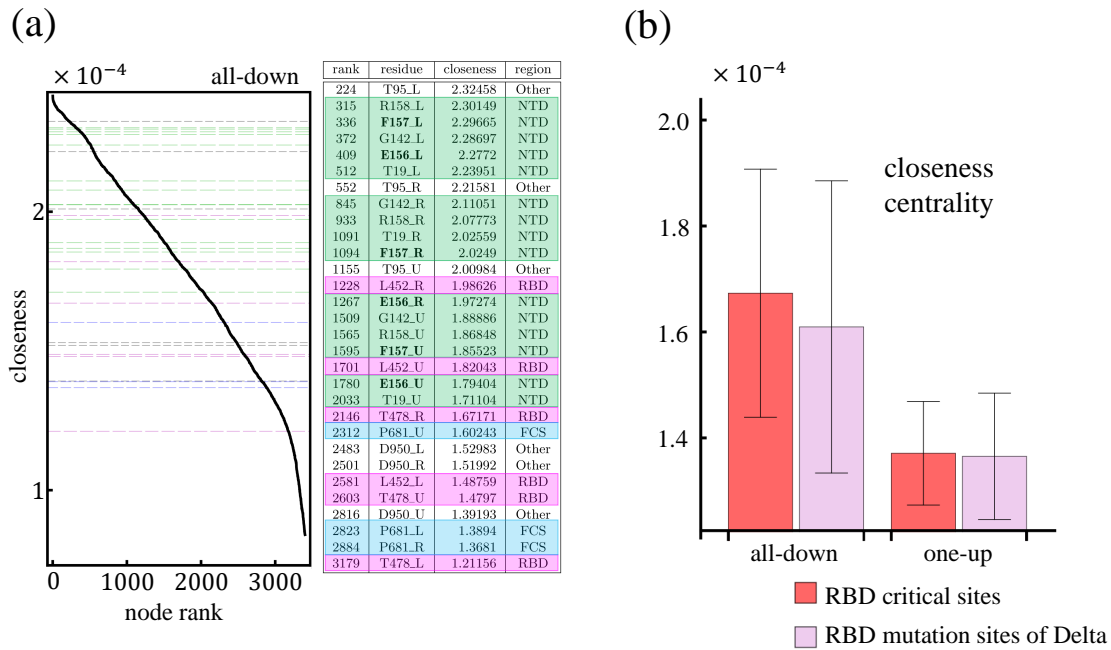 (a)
× 10⁻⁴ all-down
2
1
closeness
0 1000 2000 3000
node rank
rank residue closeness region
224 T95_L 2.32458 Other
315 R158_L 2.30149 NTD
336 F157_L 2.29665 NTD
372 G142_L 2.28697 NTD
409 E156_L 2.2772 NTD
512 T19_L 2.23951 NTD
552 T95_R 2.21581 Other
845 G142_R 2.11051 NTD
933 R158_R 2.07773 NTD
1091 T19_R 2.02559 NTD
1094 F157_R 2.0249 NTD
1155 T95_U 2.00984 Other
1228 L452_R 1.98626 RBD
1267 E156_R 1.97274 NTD
1509 G142_U 1.88886 NTD
1565 R158_U 1.86848 NTD
1595 F157_U 1.85523 NTD
1701 L452_U 1.82043 RBD
1780 E156_U 1.79404 NTD
2033 T19_U 1.71104 NTD
2146 T478_R 1.67171 RBD
2312 P681_U 1.60243 FCS
2483 D950_L 1.52983 Other
2501 D950_R 1.51992 Other
2581 L452_L 1.48759 RBD
2603 T478_U 1.4797 RBD
2816 D950_U 1.39193 Other
2823 P681_L 1.3894 FCS
2884 P681_R 1.3681 FCS
3179 T478_L 1.21156 RBD
(b)
× 10⁻⁴
2.0
1.8
1.6
1.4
closeness
centrality
all-down one-up
RBD critical sites
RBD mutation sites of Delta